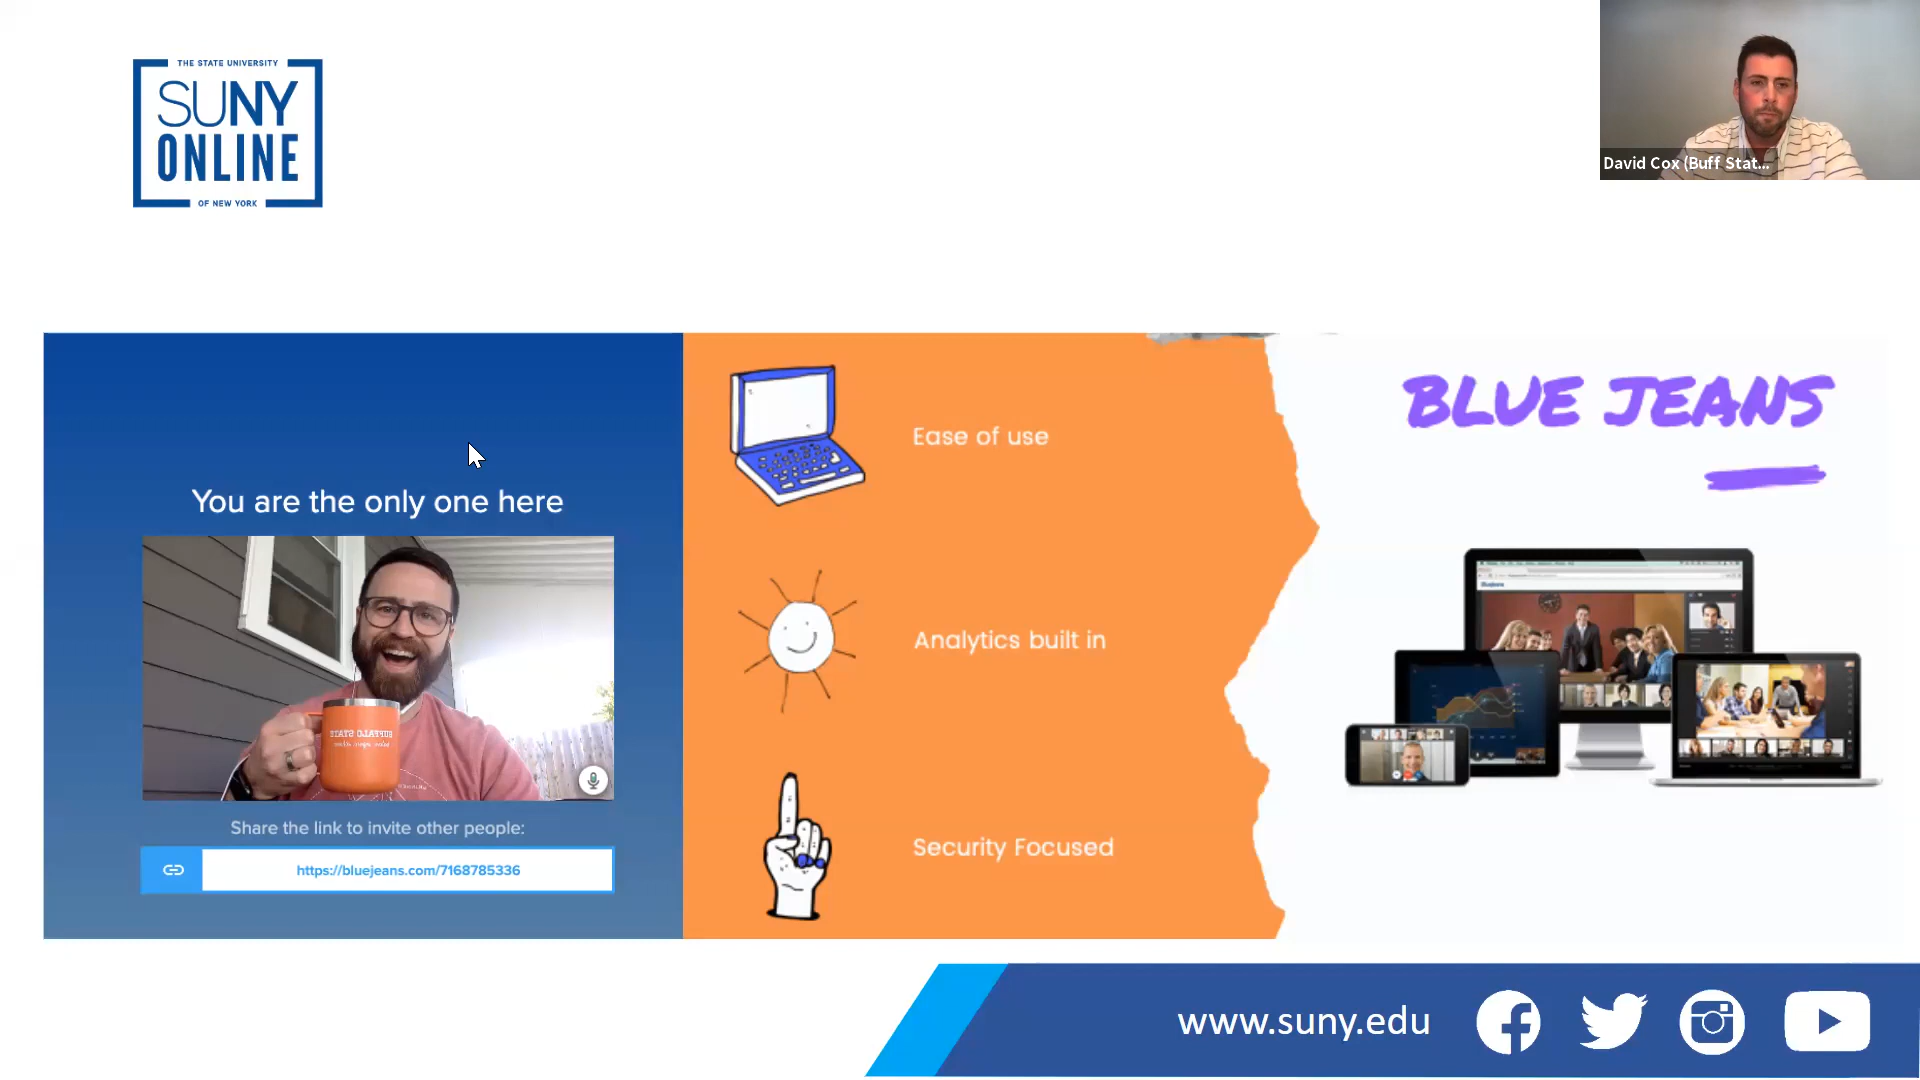 THE STATE UNIVERSITY
SUNY
ONLINE
OF NEW YORK
David Cox (Buff Stat...
You are the only one here
BUFFALO STATE
Share the link to invite other people:
https://bluejeans.com/7168785336
Ease of use
Analytics built in
Security Focused
BLUE JEANS
www.suny.edu